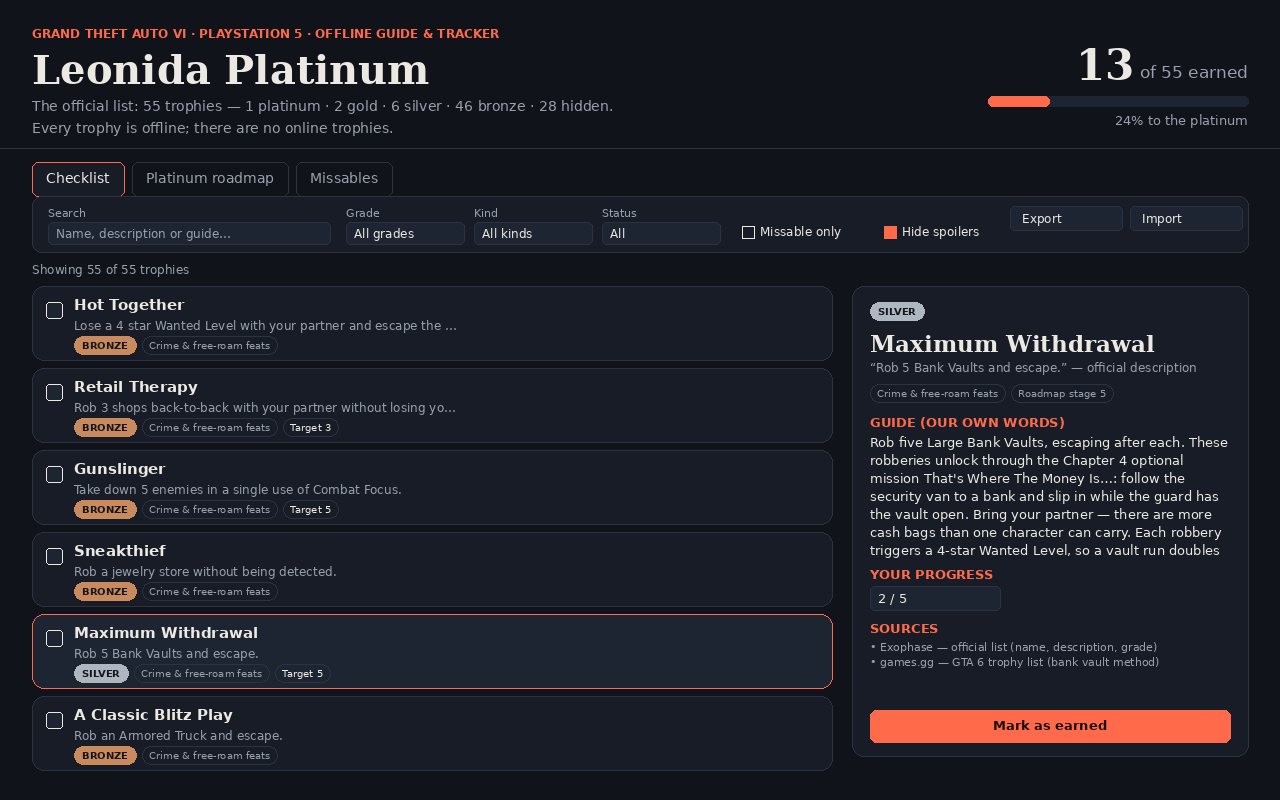 GRAND THEFT AUTO VI · PLAYSTATION 5 · OFFLINE GUIDE & TRACKER
Leonida Platinum
The official list: 55 trophies — 1 platinum · 2 gold · 6 silver · 46 bronze · 28 hidden.
Every trophy is offline; there are no online trophies.
13 of 55 earned
24% to the platinum
Checklist
Platinum roadmap
Missables
Search
Name, description or guide...
Grade
All grades
Kind
All kinds
Status
All
Missable only
Hide spoilers
Export
Import
Showing 55 of 55 trophies
Hot Together
Lose a 4 star Wanted Level with your partner and escape the ...
BRONZE
Crime & free-roam feats
Retail Therapy
Rob 3 shops back-to-back with your partner without losing yo...
BRONZE
Crime & free-roam feats
Target 3
Gunslinger
Take down 5 enemies in a single use of Combat Focus.
BRONZE
Crime & free-roam feats
Target 5
Sneakthief
Rob a jewelry store without being detected.
BRONZE
Crime & free-roam feats
Maximum Withdrawal
Rob 5 Bank Vaults and escape.
SILVER
Crime & free-roam feats
Target 5
A Classic Blitz Play
Rob an Armored Truck and escape.
BRONZE
Crime & free-roam feats
SILVER
Maximum Withdrawal
“Rob 5 Bank Vaults and escape.” — official description
Crime & free-roam feats
Roadmap stage 5
GUIDE (OUR OWN WORDS)
Rob five Large Bank Vaults, escaping after each. These
robberies unlock through the Chapter 4 optional
mission That's Where The Money Is...: follow the
security van to a bank and slip in while the guard has
the vault open. Bring your partner — there are more
cash bags than one character can carry. Each robbery
triggers a 4-star Wanted Level, so a vault run doubles
YOUR PROGRESS
2 / 5
SOURCES
• Exophase — official list (name, description, grade)
• games.gg — GTA 6 trophy list (bank vault method)
Mark as earned